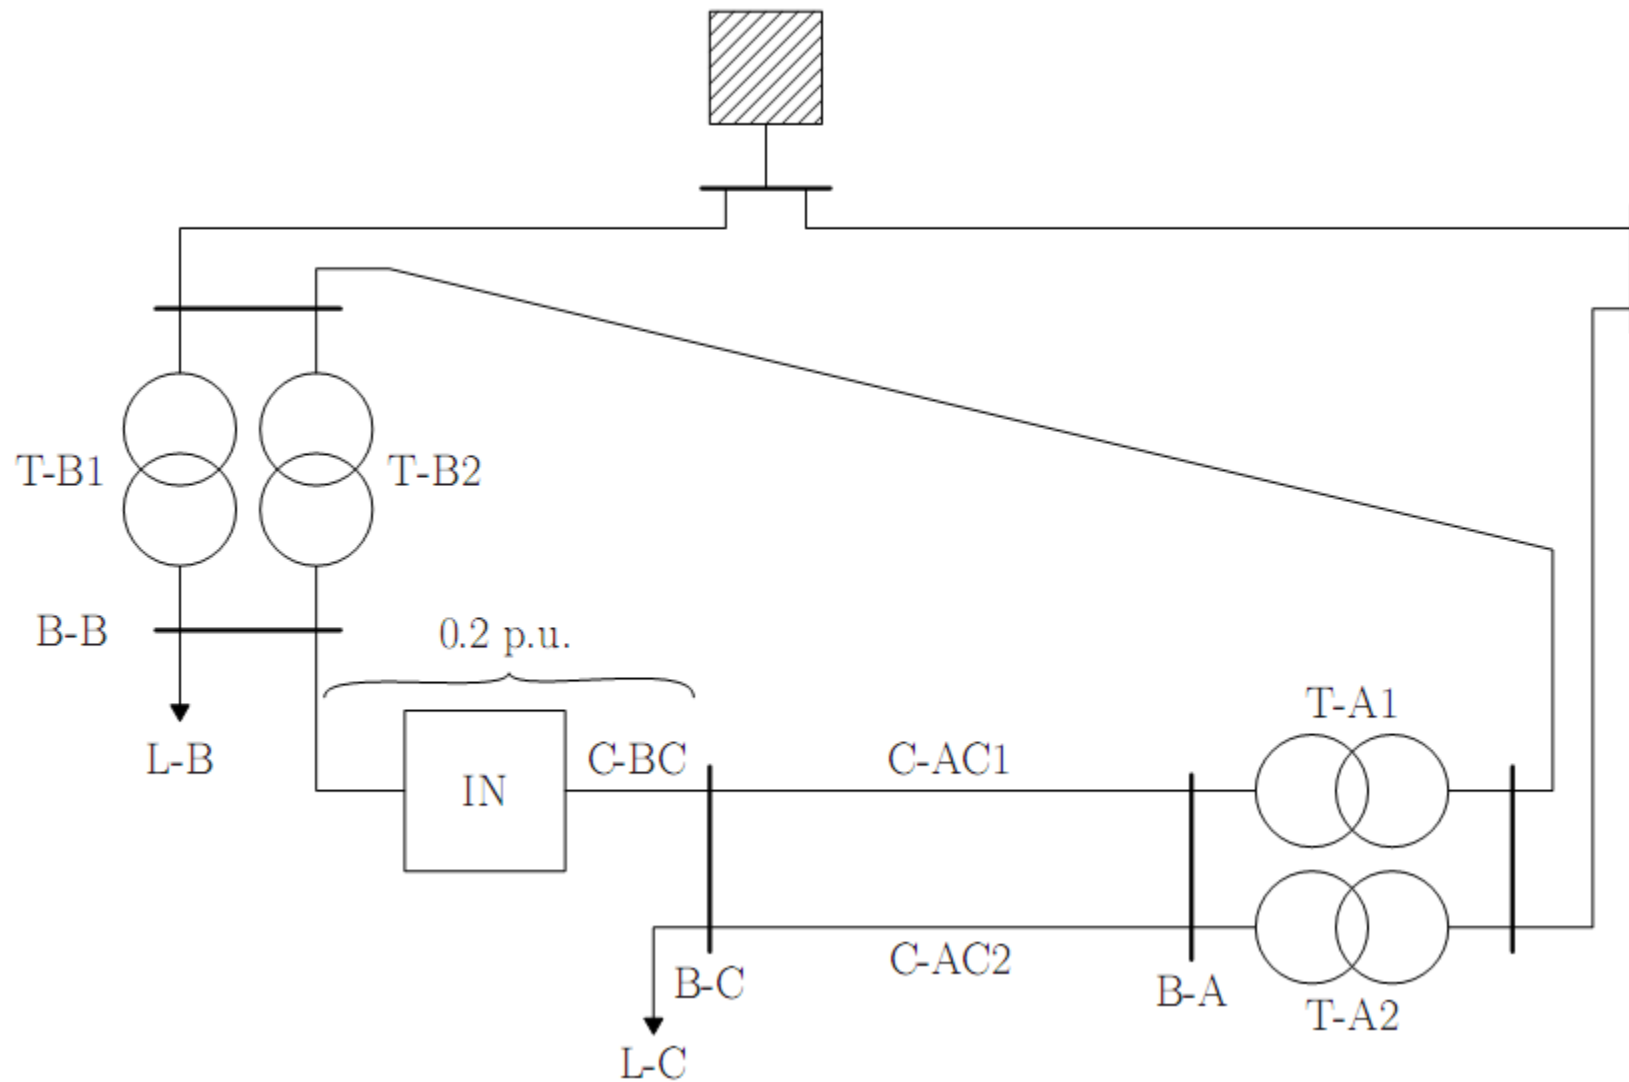 T-B1
T-B2
B-B
0.2 p.u.
L-B
IN
C-BC
C-AC1
T-A1
B-C
C-AC2
B-A
T-A2
L-C